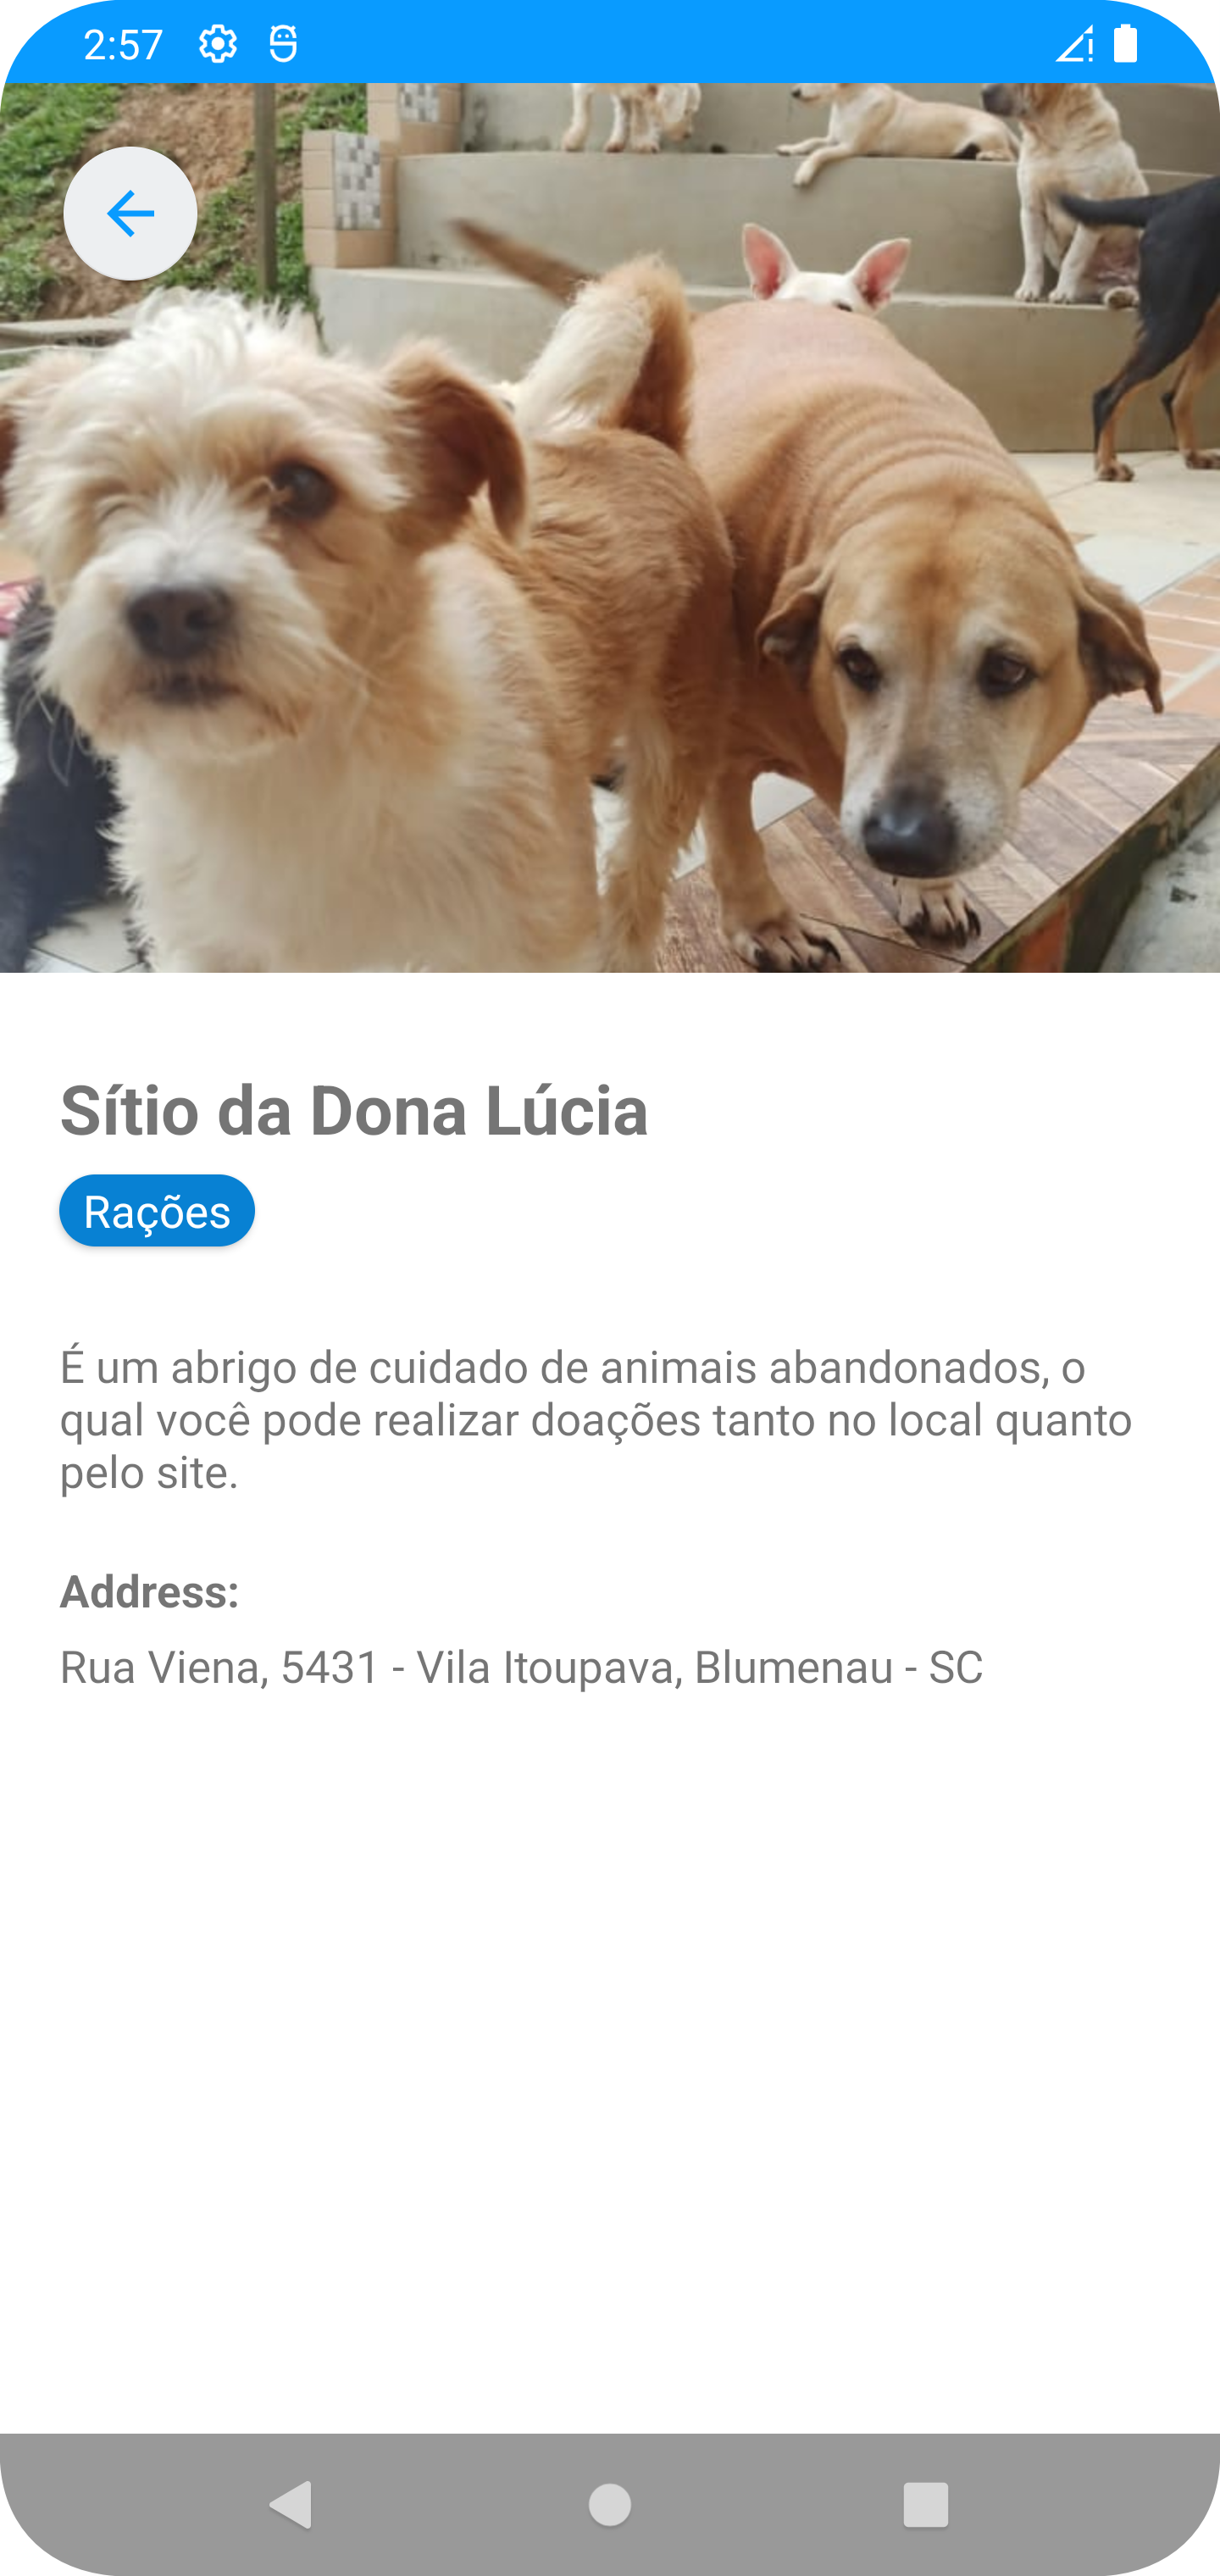 2:57
Sítio da Dona Lúcia
Rações
É um abrigo de cuidado de animais abandonados, o
qual você pode realizar doações tanto no local quanto
pelo site.
Address:
Rua Viena, 5431 - Vila Itoupava, Blumenau - SC